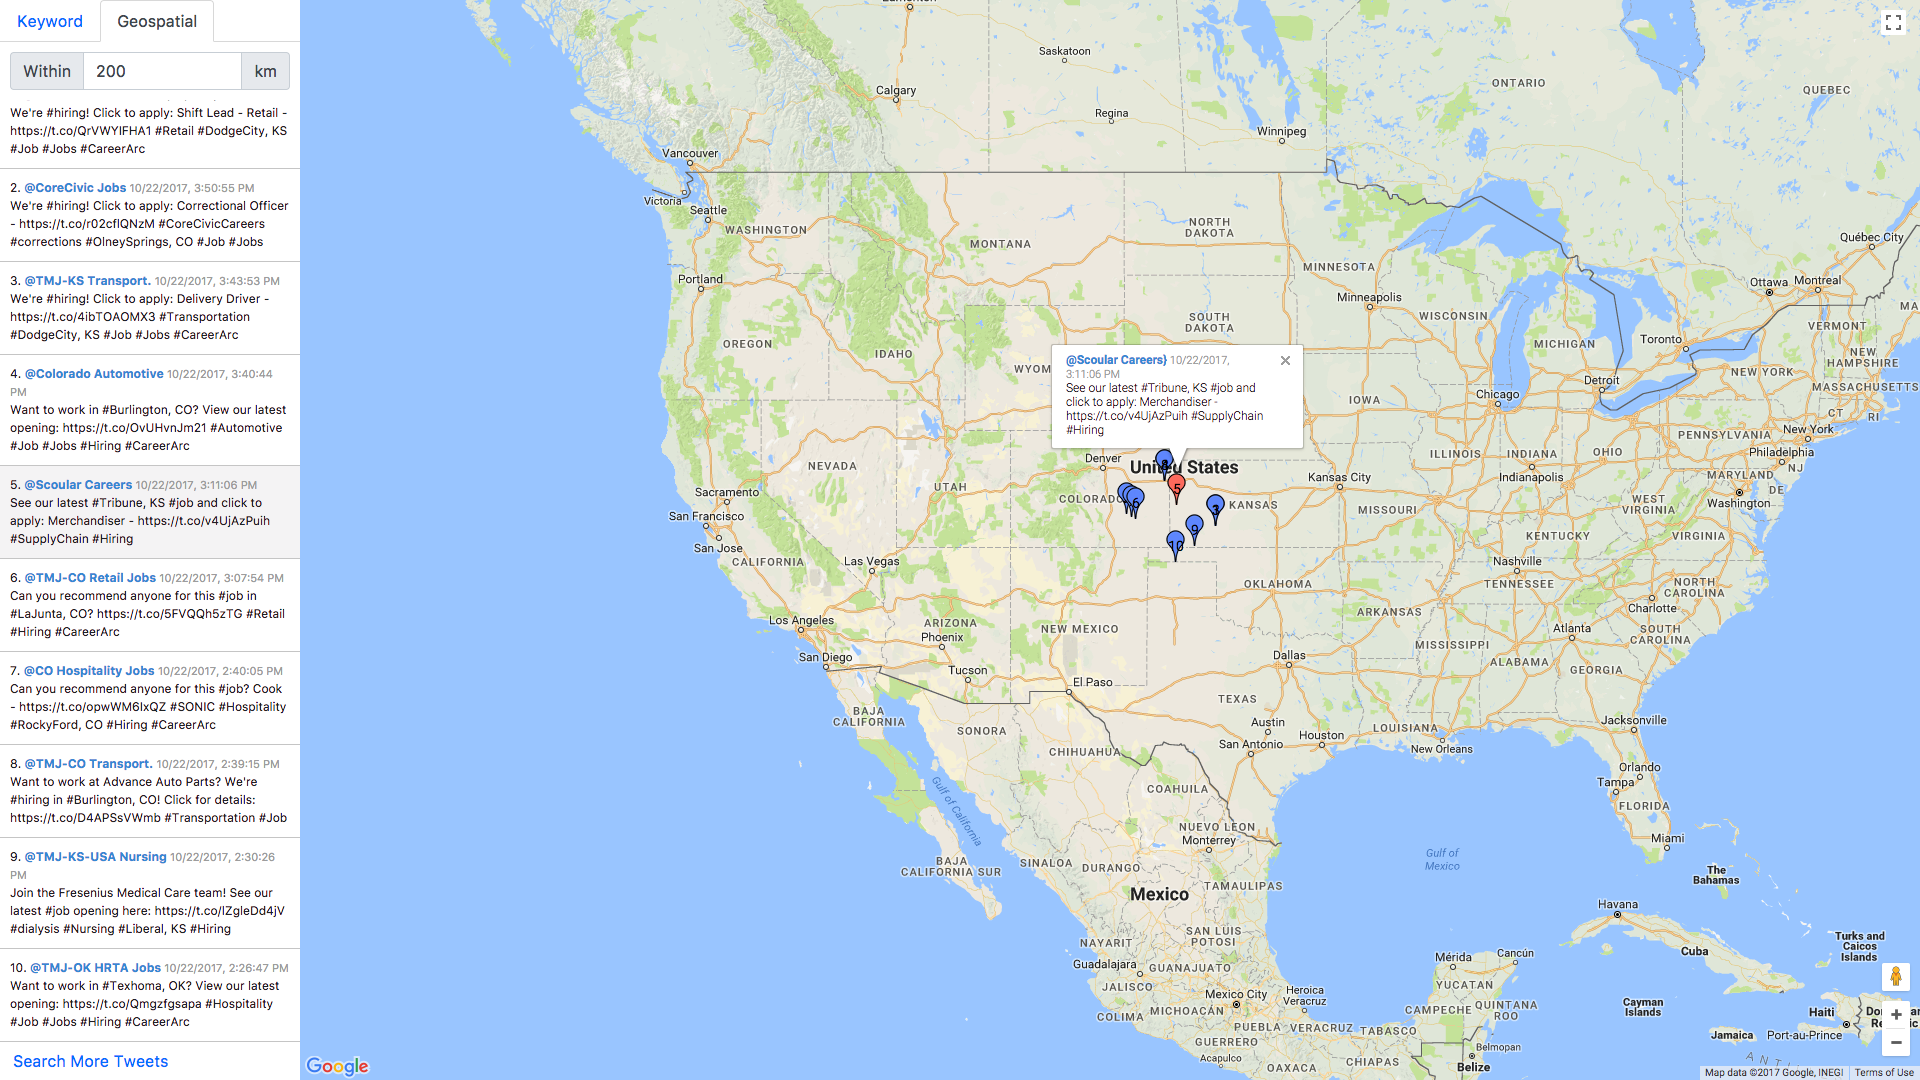 Keyword
Geospatial
Within
200
km
We're #hiring! Click to apply: Shift Lead - Retail -
https://t.co/QrVWYIFHA1 #Retail #DodgeCity, KS
#Job #Jobs #CareerArc
2. @CoreCivic Jobs 10/22/2017, 3:50:55 PM
We're #hiring! Click to apply: Correctional Officer
- https://t.co/r02cflQNzM #CoreCivicCareers
#corrections #OlneySprings, CO #Job #Jobs
3. @TMJ-KS Transport. 10/22/2017, 3:43:53 PM
We're #hiring! Click to apply: Delivery Driver -
https://t.co/4ibTOAOMX3 #Transportation
#DodgeCity, KS #Job #Jobs #CareerArc
4. @Colorado Automotive 10/22/2017, 3:40:44
PM
Want to work in #Burlington, CO? View our latest
opening: https://t.co/OvUHvnJm21 #Automotive
#Job #Jobs #Hiring #CareerArc
5. @Scoular Careers 10/22/2017, 3:11:06 PM
See our latest #Tribune, KS #job and click to
apply: Merchandiser - https://t.co/v4UjAzPuih
#SupplyChain #Hiring
6. @TMJ-CO Retail Jobs 10/22/2017, 3:07:54 PM
Can you recommend anyone for this #job in
#LaJunta, CO? https://t.co/5FVQQh5zTG #Retail
#Hiring #CareerArc
7. @CO Hospitality Jobs 10/22/2017, 2:40:05 PM
Can you recommend anyone for this #job? Cook
- https://t.co/opwWM6IxQZ #SONIC #Hospitality
#RockyFord, CO #Hiring #CareerArc
8. @TMJ-CO Transport. 10/22/2017, 2:39:15 PM
Want to work at Advance Auto Parts? We're
#hiring in #Burlington, CO! Click for details:
https://t.co/D4APSsVWmb #Transportation #Job
9. @TMJ-KS-USA Nursing 10/22/2017, 2:30:26
PM
Join the Fresenius Medical Care team! See our
latest #job opening here: https://t.co/lZgleDd4jV
#dialysis #Nursing #Liberal, KS #Hiring
10. @TMJ-OK HRTA Jobs 10/22/2017, 2:26:47 PM
Want to work in #Texhoma, OK? View our latest
opening: https://t.co/Qmgzfgsapa #Hospitality
#Job #Jobs #Hiring #CareerArc
Search More Tweets
Saskatoon
Calgary
Regina
Winnipeg
ONTARIO
QUEBEC
Vancouver
Victoria
Seattle
WASHINGTON
MONTANA
NORTH
DAKOTA
MINNESOTA
Québec City
Ottawa
Montreal
Portland
Minneapolis
SOUTH
DAKOTA
WISCONSIN
MA
VERMONT
OREGON
IDAHO
MICHIGAN
Toronto
NEW
HAMPSHIRE
@Scoular Careers} 10/22/2017,
3:11:06 PM
See our latest #Tribune, KS #job and
click to apply: Merchandiser -
https://t.co/v4UjAzPuih #SupplyChain
#Hiring
WYOM
NEW YORK
MASSACHUSETTS
Detroit
Chicago
IOWA
CT
RI
PENNSYLVANIA
New York
Philadelphia
NJ
Denver
United States
ILLINOIS
INDIANA
OHIO
NEVADA
UTAH
COLORADO
5
6
3
9
10
KANSAS
Kansas City
Indianapolis
MARYLAND
DE
Washington
WEST
VIRGINIA
MISSOURI
Sacramento
San Francisco
San Jose
CALIFORNIA
Las Vegas
KENTUCKY
VIRGINIA
Nashville
TENNESSEE
OKLAHOMA
NORTH
CAROLINA
Charlotte
ARKANSAS
Los Angeles
ARIZONA
Phoenix
NEW MEXICO
Atlanta
SOUTH
CAROLINA
MISSISSIPPI
ALABAMA
GEORGIA
San Diego
Tucson
Dallas
El Paso
TEXAS
BAJA
CALIFORNIA
SONORA
CHIHUAHUA
Austin
San Antonio
Houston
LOUISIANA
New Orleans
Jacksonville
Orlando
Tampa
FLORIDA
Miami
Gulf of California
COAHUILA
NUEVO LEON
Monterrey
BAJA
CALIFORNIA SUR
SINALOA
DURANGO
TAMAULIPAS
Mexico
Gulf of
Mexico
The
Bahamas
Havana
Cuba
Turks and
Caicos
Islands
SAN LUIS
POTOSI
NAYARIT
Guadalajara
GUANAJUATO
JALISCO
Mérida
Cancún
YUCATAN
Mexico City
Heroica
Veracruz
COLIMA
MICHOACÁN
CAMPECHE
QUINTANA
ROO
Cayman
Islands
Haiti
PUEBLA
VERACRUZ
TABASCO
Jamaica
Port-au-Prince
GUERRERO
Acapulco
OAXACA
CHIAPAS
Belmopan
Belize
Google
Map data ©2017 Google, INEGI
Terms of Use